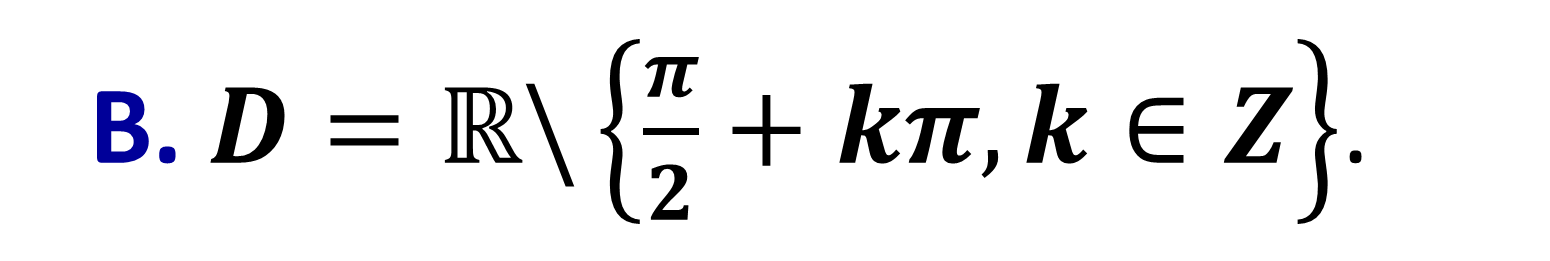 B. D = ℝ\{π/2 + kπ, k ∈ Z}.